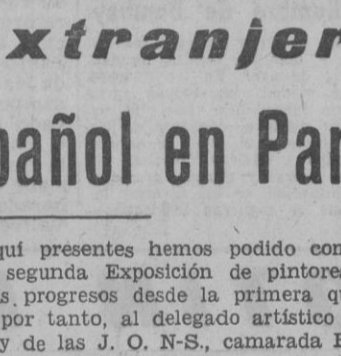 xtranjer
pañol en Par
quí presentes hemos podido con
segunda Exposición de pintore
s progresos desde la primera qu
por tanto, al delegado artístico
y de las J. O. N-S., camarada